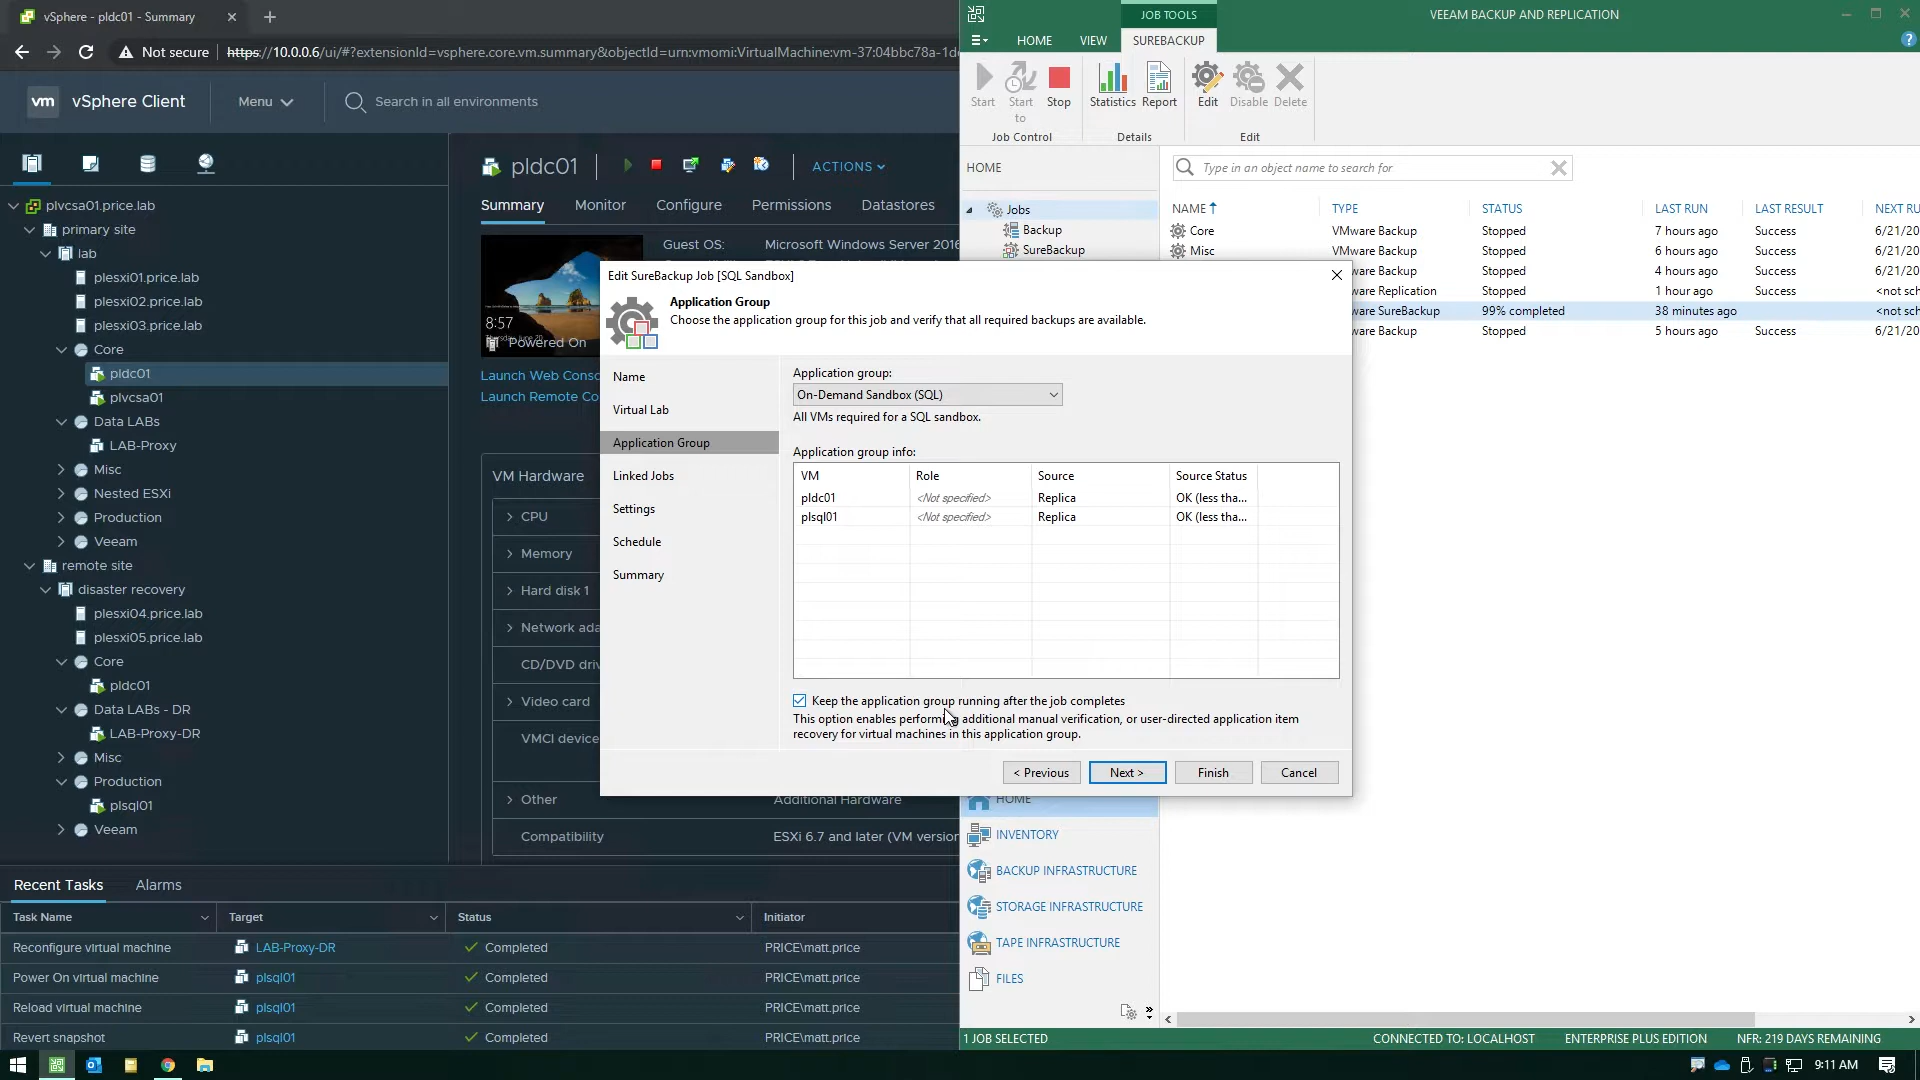 vSphere - pldc01 - Summary
Not secure
https://10.0.0.6/ui/#?extensionId=vsphere.core.vm.summary&objectId=urn:vmomi:VirtualMachine:vm-37:04bbc78a-1d
vm
vSphere Client
Menu
Search in all environments
plvcsa01.price.lab
primary site
lab
plesxi01.price.lab
plesxi02.price.lab
plesxi03.price.lab
Core
pldc01
plvcsa01
Data LABs
LAB-Proxy
Misc
Nested ESXi
Production
Veeam
remote site
disaster recovery
plesxi04.price.lab
plesxi05.price.lab
Core
pldc01
Data LABs - DR
LAB-Proxy-DR
Misc
Production
plsql01
Veeam
pldc01
ACTIONS
Summary Monitor Configure Permissions Datastores
8:57
Powered On
Guest OS: Microsoft Windows Server 2016
Launch Web Conso
Launch Remote Co
VM Hardware
CPU
Memory
Hard disk 1
Network ada
CD/DVD driv
Video card
VMCI device
Other Additional Hardware
Compatibility ESXi 6.7 and later (VM version
Recent Tasks Alarms
Task Name Target Status Initiator
Reconfigure virtual machine LAB-Proxy-DR Completed PRICE\matt.price
Power On virtual machine plsql01 Completed PRICE\matt.price
Reload virtual machine plsql01 Completed PRICE\matt.price
Revert snapshot plsql01 Completed PRICE\matt.price
JOB TOOLS
VEEAM BACKUP AND REPLICATION
HOME VIEW SUREBACKUP
Start
Start to
Stop
Statistics
Report
Edit
Disable
Delete
Job Control Details Edit
HOME
Type in an object name to search for
Jobs
Backup
SureBackup
NAME TYPE STATUS LAST RUN LAST RESULT NEXT RU
Core VMware Backup Stopped 7 hours ago Success 6/21/20
Misc VMware Backup Stopped 6 hours ago Success 6/21/20
ware Backup Stopped 4 hours ago Success 6/21/20
ware Replication Stopped 1 hour ago Success <not sch
ware SureBackup 99% completed 38 minutes ago <not sch
ware Backup Stopped 5 hours ago Success 6/21/20
Edit SureBackup Job [SQL Sandbox]
Application Group
Choose the application group for this job and verify that all required backups are available.
Name
Virtual Lab
Application Group
Linked Jobs
Settings
Schedule
Summary
Application group:
On-Demand Sandbox (SQL)
All VMs required for a SQL sandbox.
Application group info:
VM Role Source Source Status
pldc01 <Not specified> Replica OK (less tha...
plsql01 <Not specified> Replica OK (less tha...
Keep the application group running after the job completes
This option enables performing additional manual verification, or user-directed application item
recovery for virtual machines in this application group.
< Previous
Next >
Finish
Cancel
HOME
INVENTORY
BACKUP INFRASTRUCTURE
STORAGE INFRASTRUCTURE
TAPE INFRASTRUCTURE
FILES
1 JOB SELECTED
CONNECTED TO: LOCALHOST
ENTERPRISE PLUS EDITION
NFR: 219 DAYS REMAINING
9:11 AM